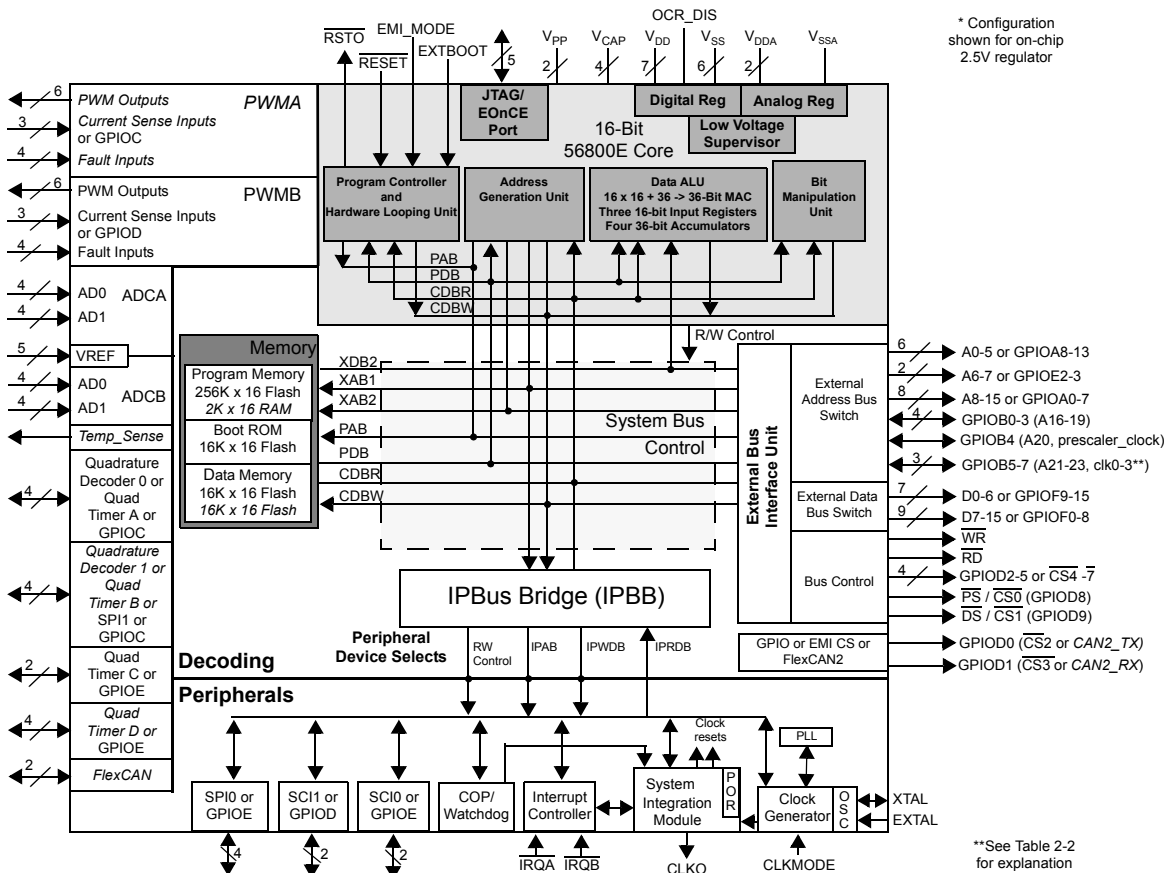 OCR_DIS
* Configuration
shown for on-chip
2.5V regulator
RSTO
EMI_MODE
RESET
EXTBOOT
5
VPP
2
VCAP
4
VDD
7
VSS
6
VDDA
2
VSSA
6
PWM Outputs
PWMA
3
Current Sense Inputs
or GPIOC
4
Fault Inputs
6
PWM Outputs
PWMB
3
Current Sense Inputs
or GPIOD
4
Fault Inputs
JTAG/
EOnCE
Port
16-Bit
56800E Core
Digital Reg
Analog Reg
Low Voltage
Supervisor
Program Controller
and
Hardware Looping Unit
Address
Generation Unit
Data ALU
16 x 16 + 36 -> 36-Bit MAC
Three 16-bit Input Registers
Four 36-bit Accumulators
Bit
Manipulation
Unit
PAB
PDB
CDBR
CDBW
R/W Control
4
AD0
ADCA
4
AD1
5
VREF
4
AD0
ADCB
4
AD1
Temp_Sense
4
Quadrature
Decoder 0 or
Quad
Timer A or
GPIOC
4
Quadrature
Decoder 1 or
Quad
Timer B or
SPI1 or
GPIOC
2
Quad
Timer C or
GPIOE
4
Quad
Timer D or
GPIOE
2
FlexCAN
Memory
Program Memory
256K x 16 Flash
2K x 16 RAM
Boot ROM
16K x 16 Flash
Data Memory
16K x 16 Flash
16K x 16 Flash
XDB2
XAB1
XAB2
PAB
PDB
CDBR
CDBW
System Bus
Control
External Bus
Interface Unit
External
Address Bus
Switch
External Data
Bus Switch
Bus Control
6
A0-5 or GPIOA8-13
2
A6-7 or GPIOE2-3
8
A8-15 or GPIOA0-7
4
GPIOB0-3 (A16-19)
GPIOB4 (A20, prescaler_clock)
3
GPIOB5-7 (A21-23, clk0-3**)
7
D0-6 or GPIOF9-15
9
D7-15 or GPIOF0-8
WR
RD
4
GPIOD2-5 or CS4 -7
PS / CS0 (GPIOD8)
DS / CS1 (GPIOD9)
GPIO or EMI CS or
FlexCAN2
GPIOD0 (CS2 or CAN2_TX)
GPIOD1 (CS3 or CAN2_RX)
IPBus Bridge (IPBB)
Peripheral
Device Selects
RW
Control
IPAB
IPWDB
IPRDB
Decoding
Peripherals
Clock
resets
PLL
SPI0 or
GPIOE
SCI1 or
GPIOD
SCI0 or
GPIOE
COP/
Watchdog
Interrupt
Controller
System
Integration
Module
POR
Clock
Generator
OSC
XTAL
EXTAL
4
2
2
IRQA
IRQB
CLKO
CLKMODE
**See Table 2-2
for explanation